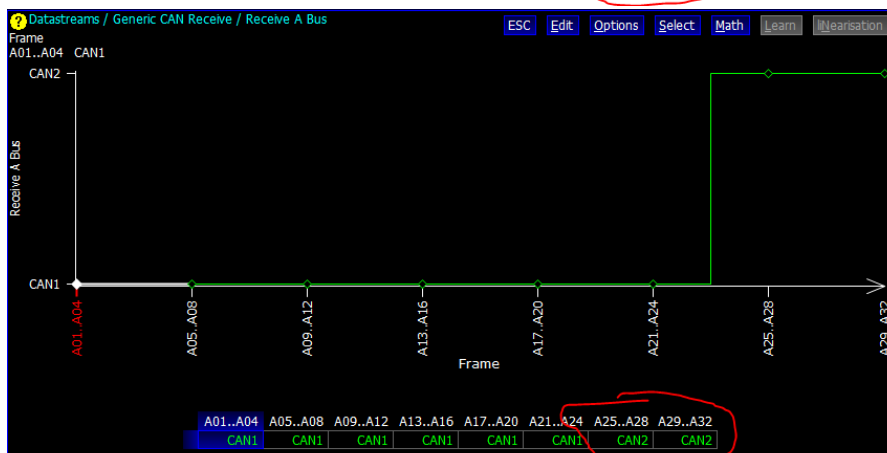 ? Datastreams / Generic CAN Receive / Receive A Bus
ESC Edit Options Select Math Learn liNearisation
Frame
A01..A04 CAN1
CAN2
Receive A Bus
CAN1
A01..A04 A05..A08 A09..A12 A13..A16 A17..A20 A21..A24 A25..A28 A29..A32
Frame
A01..A04 A05..A08 A09..A12 A13..A16 A17..A20 A21..A24 A25..A28 A29..A32
CAN1 CAN1 CAN1 CAN1 CAN1 CAN1 CAN2 CAN2